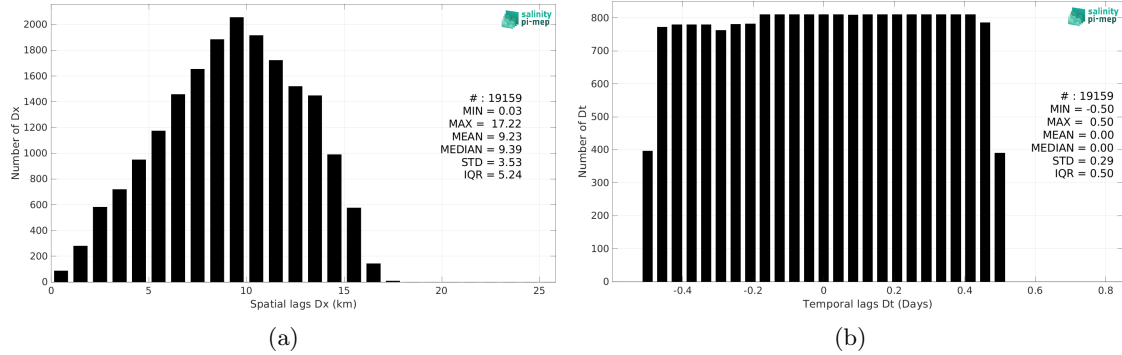 2000
1800
1600
1400
1200
1000
800
600
400
200
0
Number of Dx
0 5 10 15 20 25
Spatial lags Dx (km)
salinity
pi-mep
# : 19159
MIN = 0.03
MAX = 17.22
MEAN = 9.23
MEDIAN = 9.39
STD = 3.53
IQR = 5.24
(a)
800
700
600
500
400
300
200
100
0
Number of Dt
-0.4 -0.2 0 0.2 0.4 0.6 0.8
Temporal lags Dt (Days)
salinity
pi-mep
# : 19159
MIN = -0.50
MAX = 0.50
MEAN = 0.00
MEDIAN = 0.00
STD = 0.29
IQR = 0.50
(b)